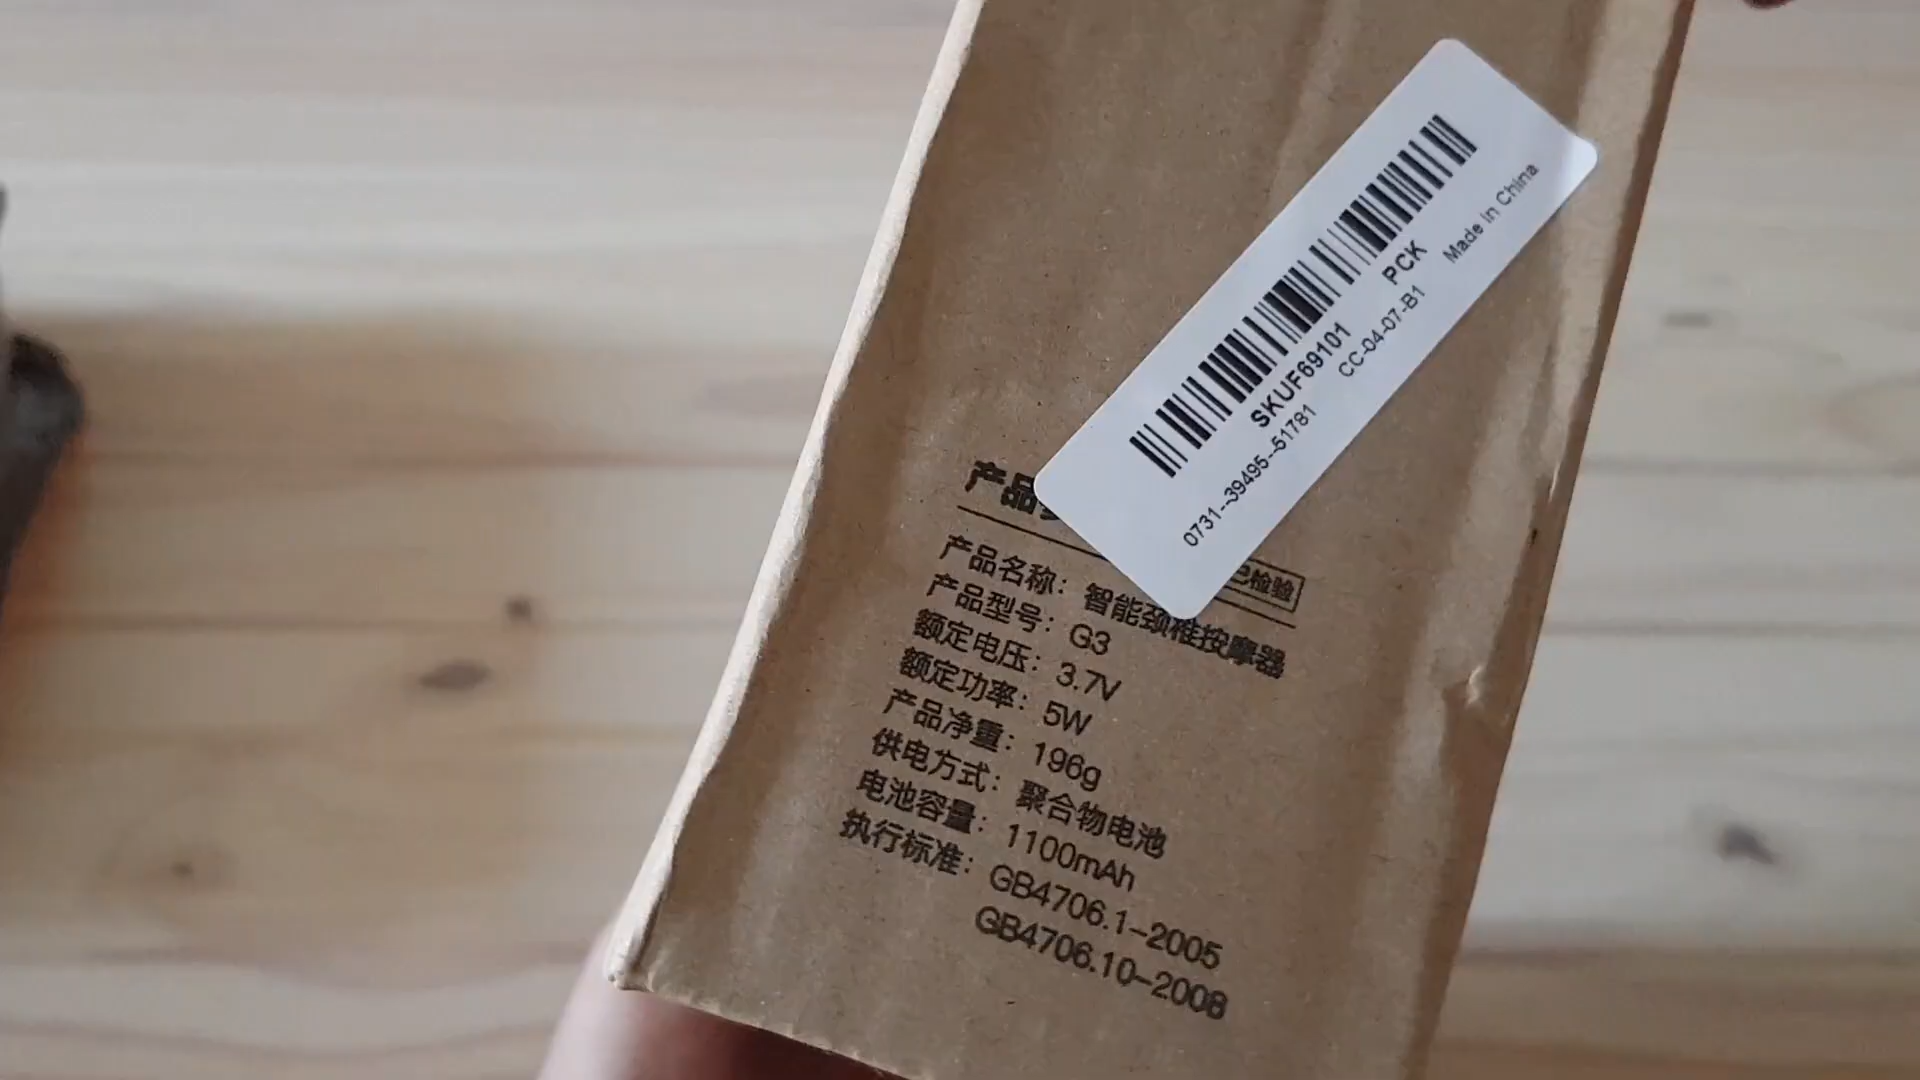 SKUF69101 PCK
0731--39495--51781 CC-04-07-B1 Made in China
产品
已检验
产品名称：智能颈椎按摩器
产品型号：G3
额定电压：3.7V
额定功率：5W
产品净重：196g
供电方式：聚合物电池
电池容量：1100mAh
执行标准：GB4706.1-2005
GB4706.10-2008